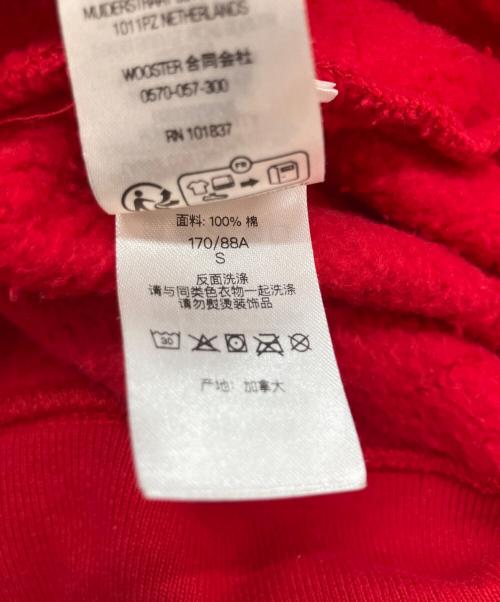 MUIDERSTRAAT
1011PZ NETHERLANDS
WOOSTER 合同会社
0570-057-300
RN 101837
FR
面料: 100% 棉
170/88A
S
反面洗涤
请与同类色衣物一起洗涤
请勿熨烫装饰品
30
产地: 加拿大